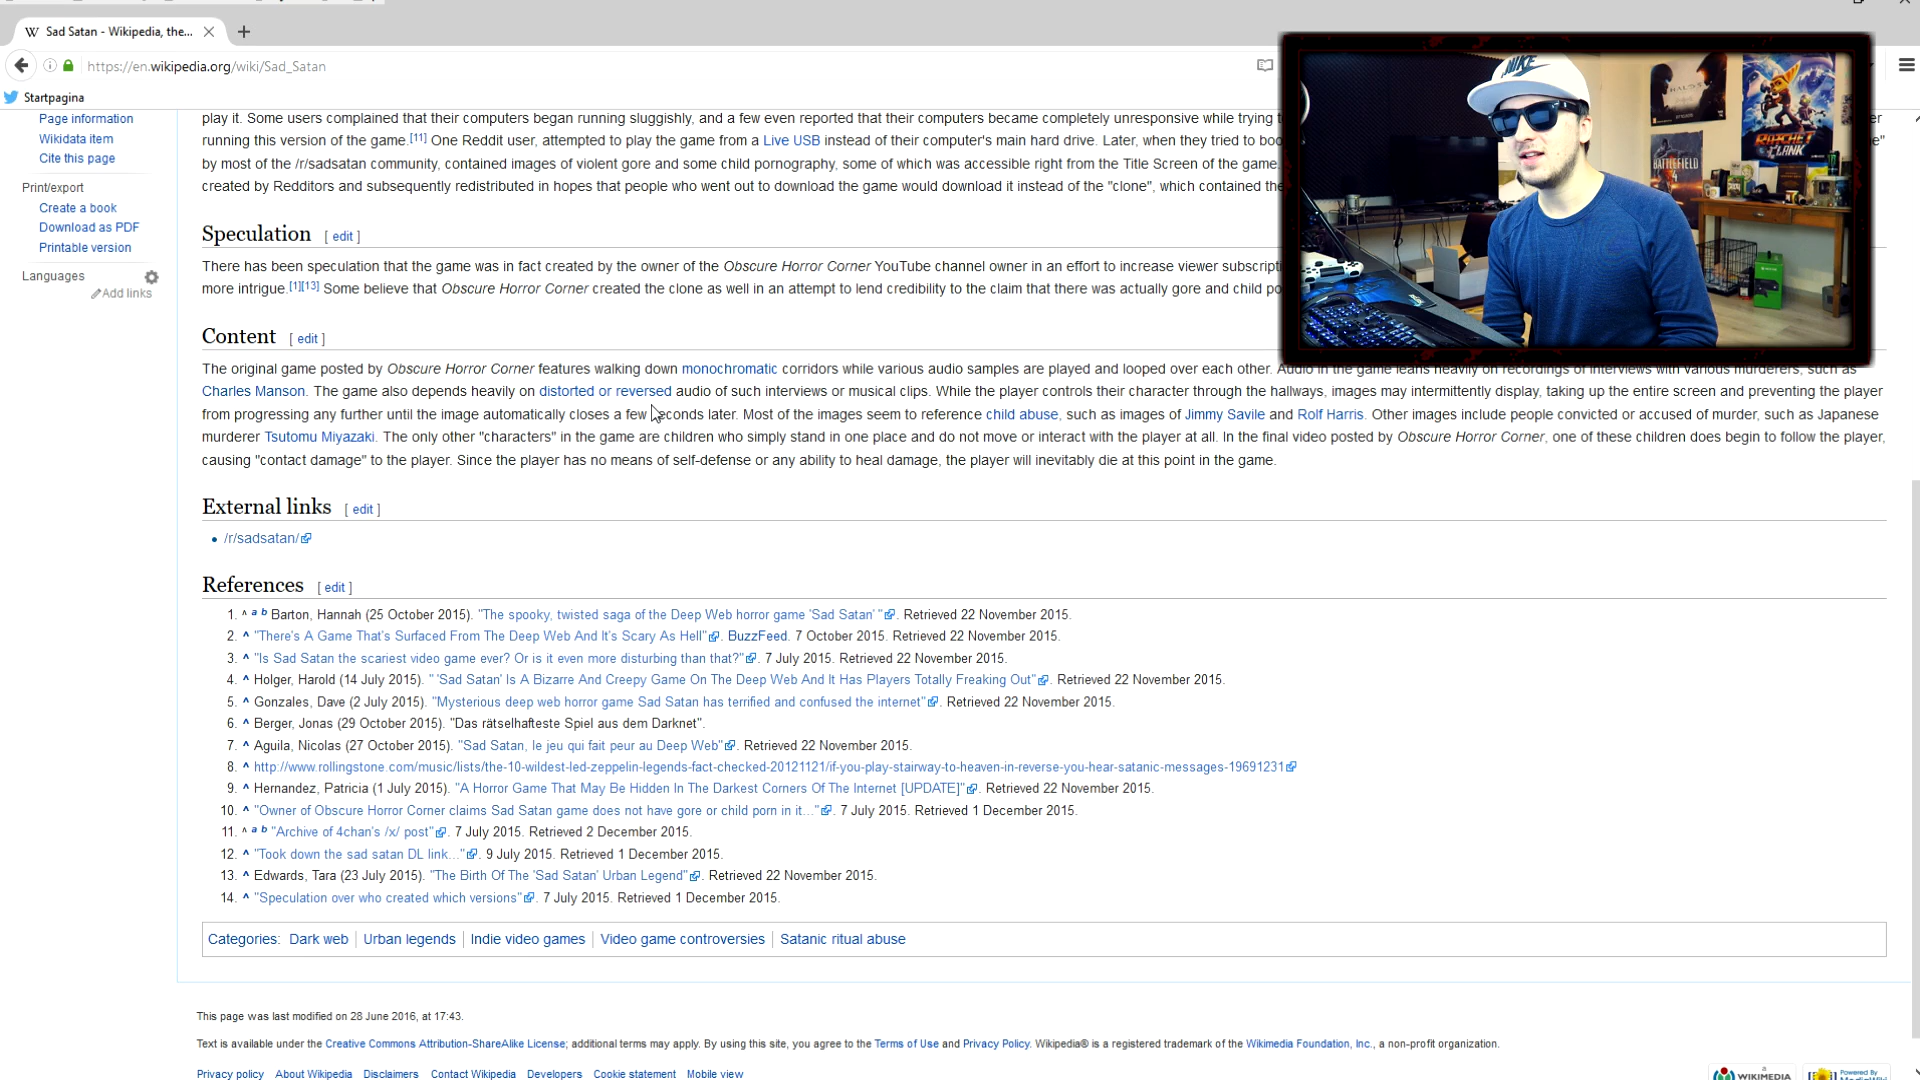 Sad Satan - Wikipedia, the...
https://en.wikipedia.org/wiki/Sad_Satan
Startpagina
Page information
Wikidata item
Cite this page
Print/export
Create a book
Download as PDF
Printable version
Languages
Add links
play it. Some users complained that their computers began running sluggishly, and a few even reported that their computers became completely unresponsive while trying
running this version of the game.[11] One Reddit user, attempted to play the game from a Live USB instead of their computer's main hard drive. Later, when they tried to
by most of the /r/sadsatan community, contained images of violent gore and some child pornography, some of which was accessible right from the Title Screen of the game.
created by Redditors and subsequently redistributed in hopes that people who went out to download the game would download it instead of the "clone", which contained
Speculation [ edit ]
There has been speculation that the game was in fact created by the owner of the Obscure Horror Corner YouTube channel owner in an effort to increase viewer
more intrigue.[1][13] Some believe that Obscure Horror Corner created the clone as well in an attempt to lend credibility to the claim that there was actually gore and child
Content [ edit ]
The original game posted by Obscure Horror Corner features walking down monochromatic corridors while various audio samples are played and looped over each other. Audio in the game leans heavily on recordings of interviews with various murderers, such as
Charles Manson. The game also depends heavily on distorted or reversed audio of such interviews or musical clips. While the player controls their character through the hallways, images may intermittently display, taking up the entire screen and preventing the player
from progressing any further until the image automatically closes a few seconds later. Most of the images seem to reference child abuse, such as images of Jimmy Savile and Rolf Harris. Other images include people convicted or accused of murder, such as Japanese
murderer Tsutomu Miyazaki. The only other "characters" in the game are children who simply stand in one place and do not move or interact with the player at all. In the final video posted by Obscure Horror Corner, one of these children does begin to follow the player,
causing "contact damage" to the player. Since the player has no means of self-defense or any ability to heal damage, the player will inevitably die at this point in the game.
External links [ edit ]
• /r/sadsatan/
References [ edit ]
1. ^ a b Barton, Hannah (25 October 2015). "The spooky, twisted saga of the Deep Web horror game 'Sad Satan' ". Retrieved 22 November 2015.
2. ^ "There's A Game That's Surfaced From The Deep Web And It's Scary As Hell". BuzzFeed. 7 October 2015. Retrieved 22 November 2015.
3. ^ "Is Sad Satan the scariest video game ever? Or is it even more disturbing than that?". 7 July 2015. Retrieved 22 November 2015.
4. ^ Holger, Harold (14 July 2015). " 'Sad Satan' Is A Bizarre And Creepy Game On The Deep Web And It Has Players Totally Freaking Out". Retrieved 22 November 2015.
5. ^ Gonzales, Dave (2 July 2015). "Mysterious deep web horror game Sad Satan has terrified and confused the internet". Retrieved 22 November 2015.
6. ^ Berger, Jonas (29 October 2015). "Das rätselhafteste Spiel aus dem Darknet".
7. ^ Aguila, Nicolas (27 October 2015). "Sad Satan, le jeu qui fait peur au Deep Web". Retrieved 22 November 2015.
8. ^ http://www.rollingstone.com/music/lists/the-10-wildest-led-zeppelin-legends-fact-checked-20121121/if-you-play-stairway-to-heaven-in-reverse-you-hear-satanic-messages-19691231
9. ^ Hernandez, Patricia (1 July 2015). "A Horror Game That May Be Hidden In The Darkest Corners Of The Internet [UPDATE]". Retrieved 22 November 2015.
10. ^ "Owner of Obscure Horror Corner claims Sad Satan game does not have gore or child porn in it...". 7 July 2015. Retrieved 1 December 2015.
11. ^ a b "Archive of 4chan's /x/ post". 7 July 2015. Retrieved 2 December 2015.
12. ^ "Took down the sad satan DL link...". 9 July 2015. Retrieved 1 December 2015.
13. ^ Edwards, Tara (23 July 2015). "The Birth Of The 'Sad Satan' Urban Legend". Retrieved 22 November 2015.
14. ^ "Speculation over who created which versions". 7 July 2015. Retrieved 1 December 2015.
Categories: Dark web | Urban legends | Indie video games | Video game controversies | Satanic ritual abuse
This page was last modified on 28 June 2016, at 17:43.
Text is available under the Creative Commons Attribution-ShareAlike License; additional terms may apply. By using this site, you agree to the Terms of Use and Privacy Policy. Wikipedia® is a registered trademark of the Wikimedia Foundation, Inc., a non-profit organization.
Privacy policy About Wikipedia Disclaimers Contact Wikipedia Developers Cookie statement Mobile view
a WIKIMEDIA
Powered By
NIKE
HALO
RATCHET CLANK
BATTLEFIELD